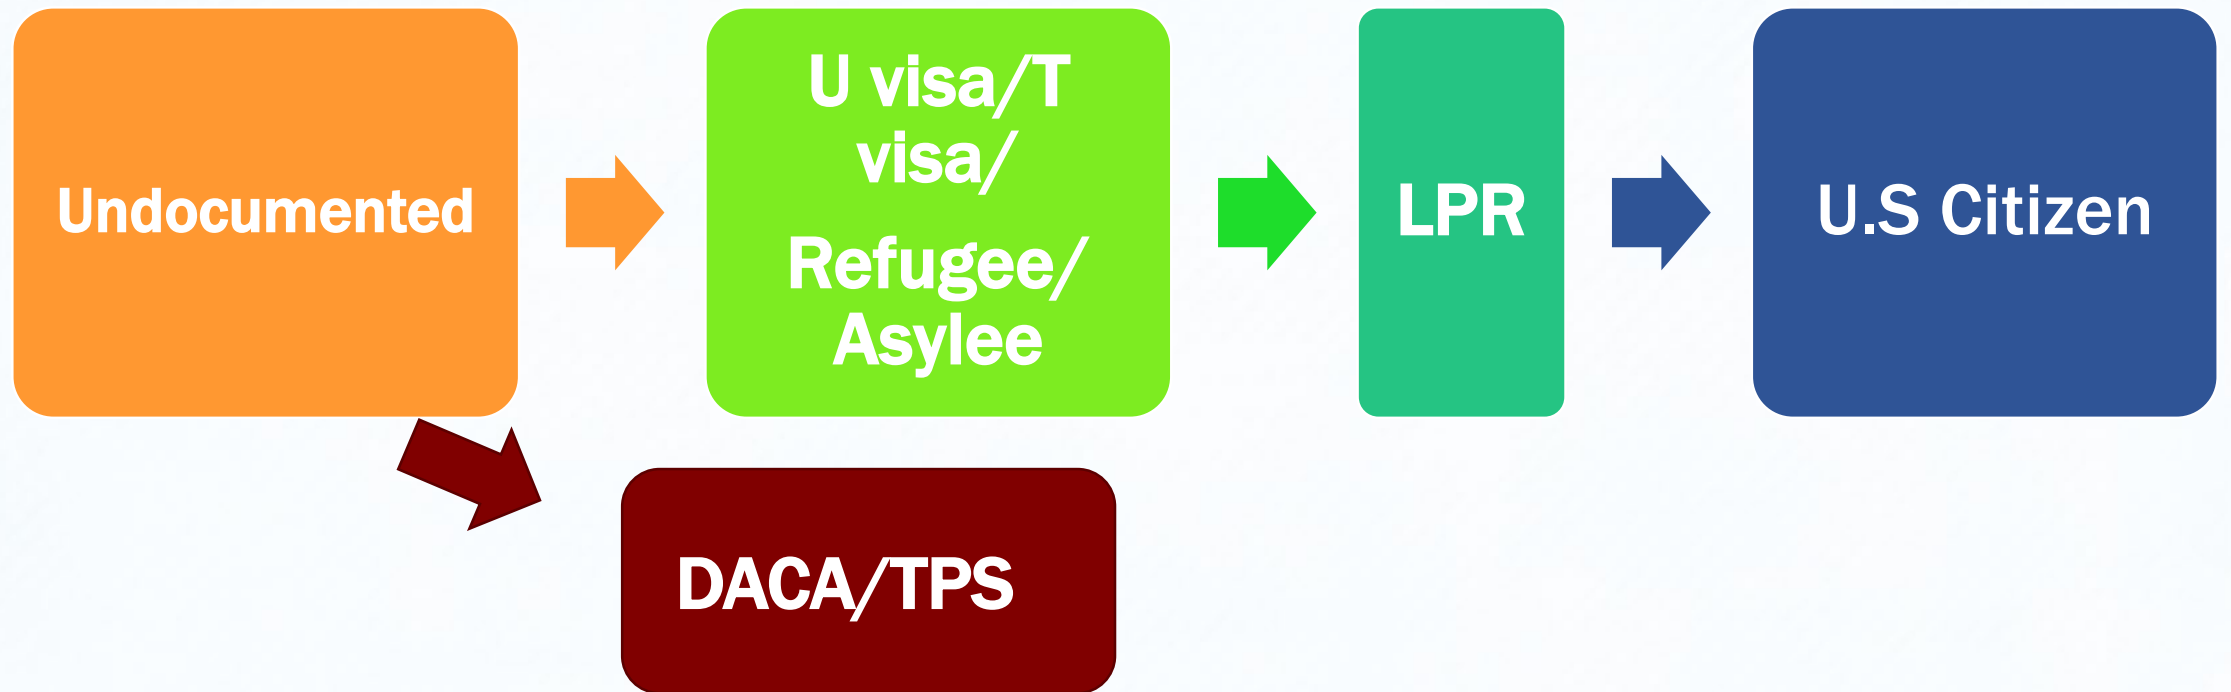 Undocumented
U visa/T
visa/
Refugee/
Asylee
LPR
U.S Citizen
DACA/TPS